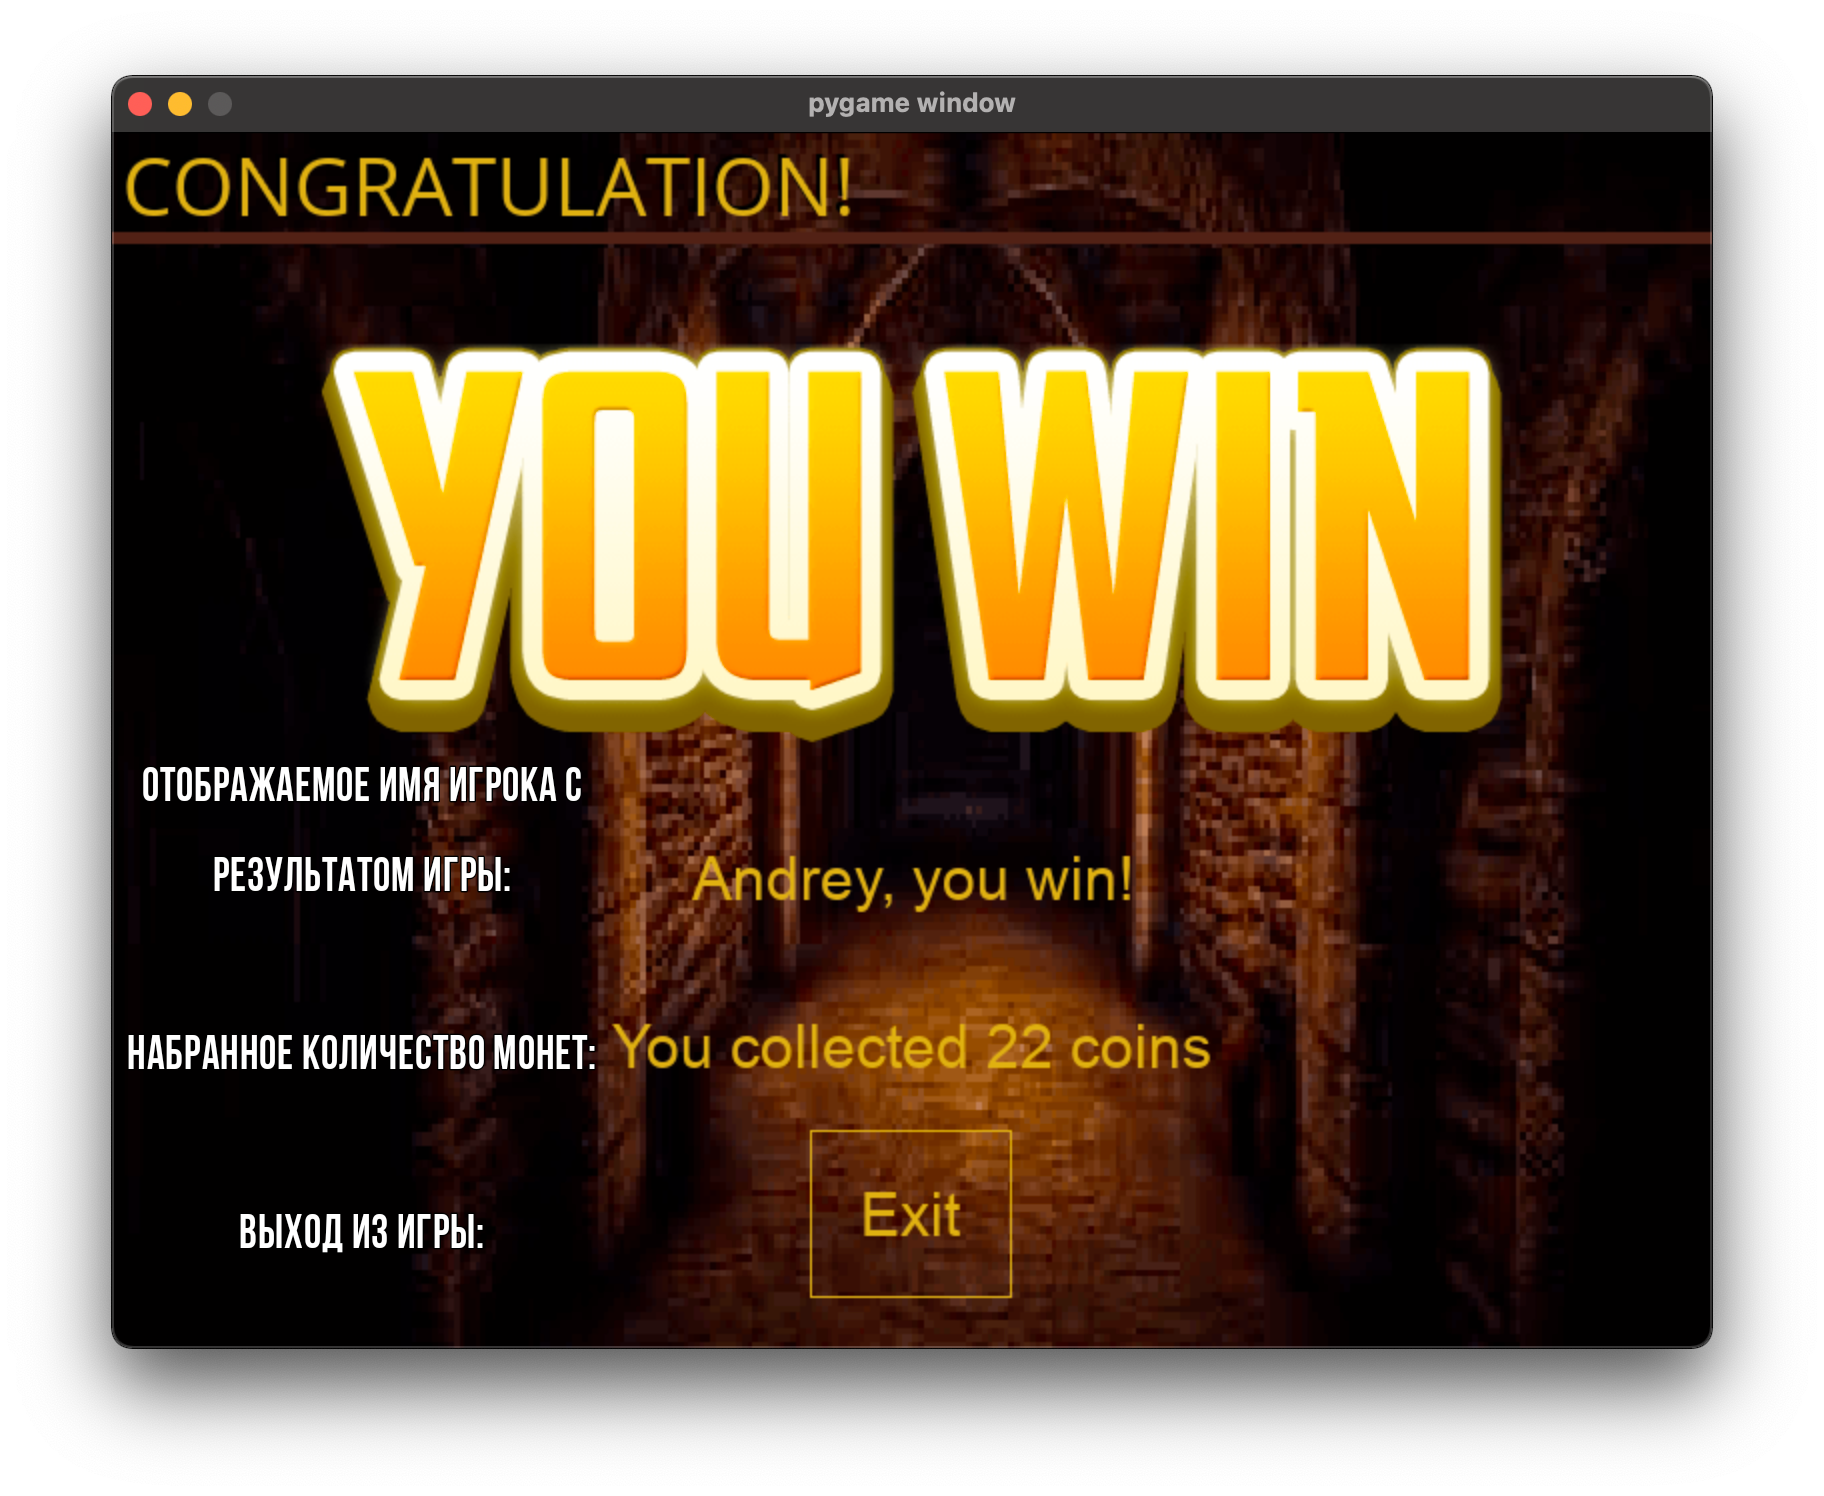 pygame window
CONGRATULATION!
YOU WIN
ОТОБРАЖАЕМОЕ ИМЯ ИГРОКА С
РЕЗУЛЬТАТОМ ИГРЫ:
Andrey, you win!
НАБРАННОЕ КОЛИЧЕСТВО МОНЕТ:
You collected 22 coins
ВЫХОД ИЗ ИГРЫ:
Exit